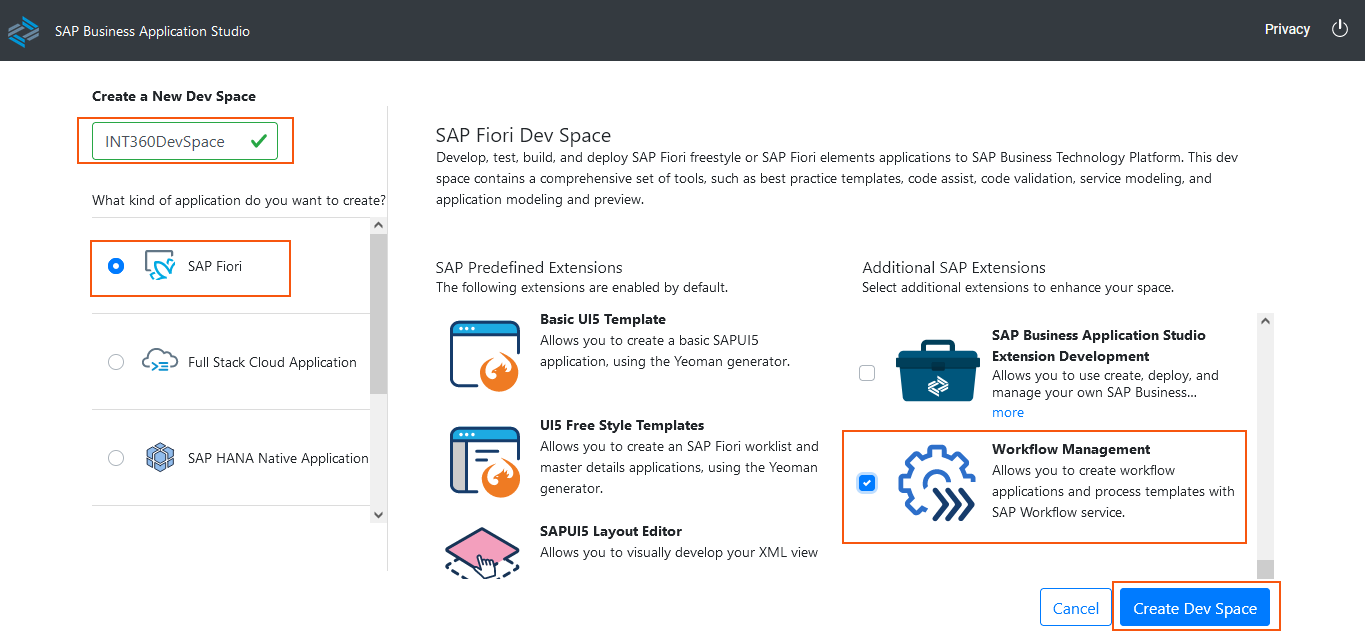 SAP Business Application Studio
Privacy
Create a New Dev Space
INT360DevSpace
What kind of application do you want to create?
SAP Fiori
Full Stack Cloud Application
SAP HANA Native Application
SAP Fiori Dev Space
Develop, test, build, and deploy SAP Fiori freestyle or SAP Fiori elements applications to SAP Business Technology Platform. This dev
space contains a comprehensive set of tools, such as best practice templates, code assist, code validation, service modeling, and
application modeling and preview.
SAP Predefined Extensions
The following extensions are enabled by default.
Basic UI5 Template
Allows you to create a basic SAPUI5
application, using the Yeoman generator.
UI5 Free Style Templates
Allows you to create an SAP Fiori worklist and
master details applications, using the Yeoman
generator.
SAPUI5 Layout Editor
Allows you to visually develop your XML view
Additional SAP Extensions
Select additional extensions to enhance your space.
SAP Business Application Studio
Extension Development
Allows you to use create, deploy, and
manage your own SAP Business...
more
Workflow Management
Allows you to create workflow
applications and process templates with
SAP Workflow service.
Cancel
Create Dev Space